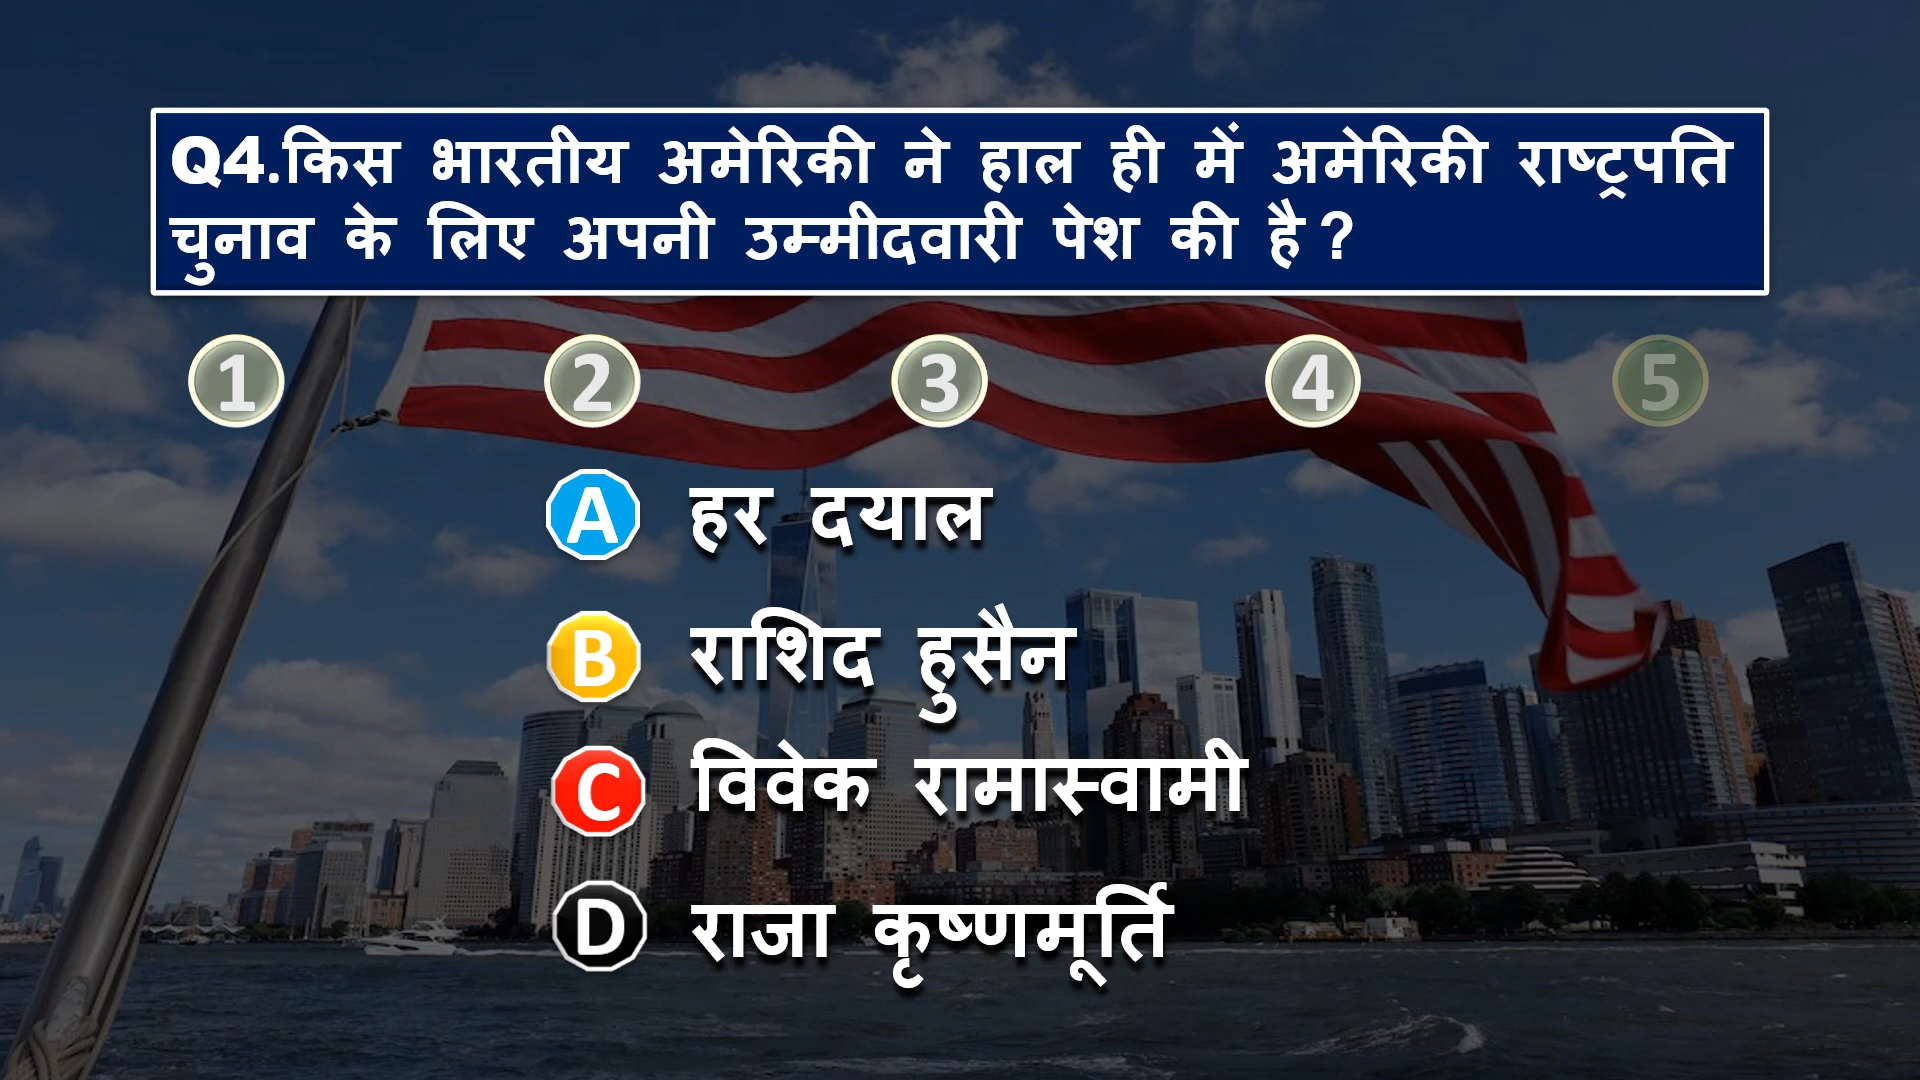 Q4.किस भारतीय अमेरिकी ने हाल ही में अमेरिकी राष्ट्रपति
चुनाव के लिए अपनी उम्मीदवारी पेश की है ?
1 2 3 4 5
A हर दयाल
B राशिद हुसैन
C विवेक रामास्वामी
D राजा कृष्णमूर्ति